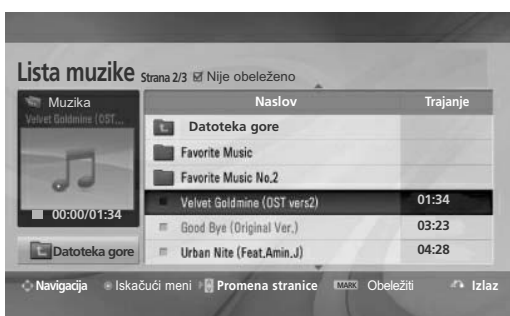 Lista muzike Strana 2/3 Nije obeleženo
Muzika
Velvet Goldmine (OST...
00:00/01:34
Datoteka gore
Naslov Trajanje
Datoteka gore
Favorite Music
Favorite Music No.2
Velvet Goldmine (OST vers2) 01:34
Good Bye (Original Ver.) 03:23
Urban Nite (Feat.Amin.J) 04:28
Navigacija Iskačući meni Promena stranice MARK Obeležiti Izlaz